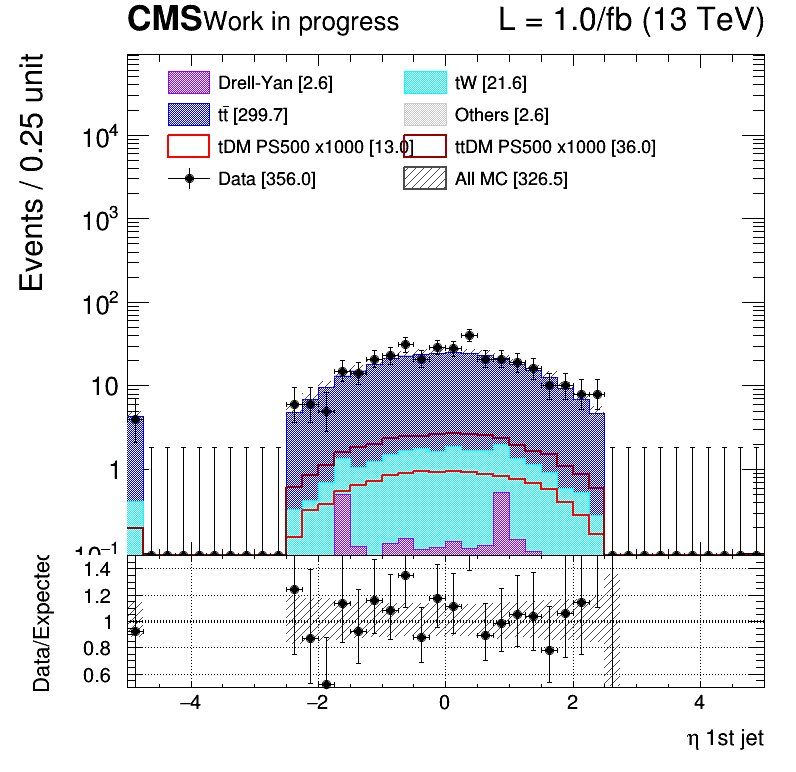 CMS Work in progress L = 1.0/fb (13 TeV)
Events / 0.25 unit
Drell-Yan [2.6] tW [21.6]
tt̄ [299.7] Others [2.6]
tDM PS500 x1000 [13.0] ttDM PS500 x1000 [36.0]
Data [356.0] All MC [326.5]
10⁴
10³
10²
10
1
10⁻¹
Data/Expected
1.4
1.2
1
0.8
0.6
−4 −2 0 2 4
η 1st jet